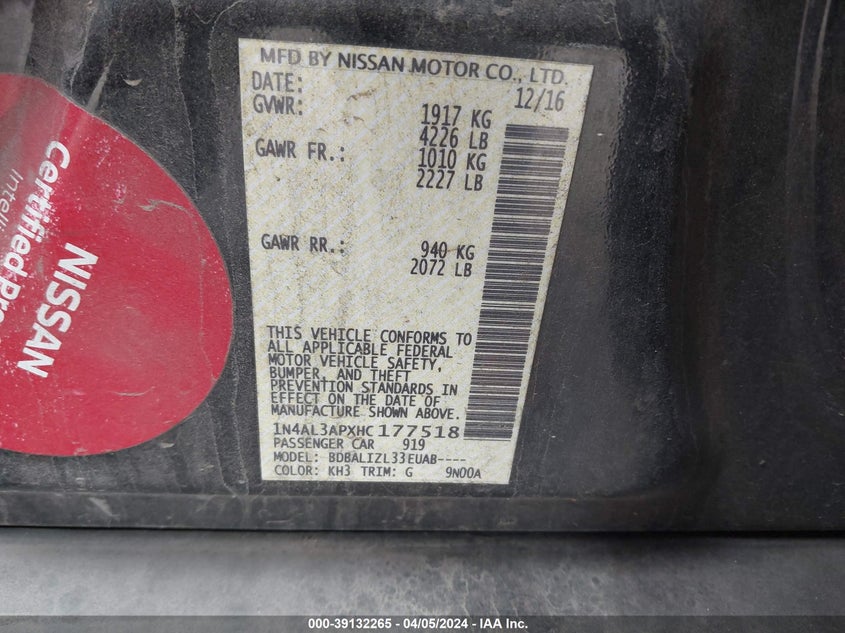 MFD BY NISSAN MOTOR CO., LTD.
DATE: 12/16
GVWR: 1917 KG
4226 LB
GAWR FR.: 1010 KG
2227 LB
GAWR RR.: 940 KG
2072 LB
THIS VEHICLE CONFORMS TO
ALL APPLICABLE FEDERAL
MOTOR VEHICLE SAFETY,
BUMPER, AND THEFT
PREVENTION STANDARDS IN
EFFECT ON THE DATE OF
MANUFACTURE SHOWN ABOVE.
1N4AL3APXHC177518
PASSENGER CAR 919
MODEL: BDBALIZL33EUAB----
COLOR: KH3 TRIM: G 9N00A
Certified
NISSAN
000-39132265 - 04/05/2024 - IAA Inc.